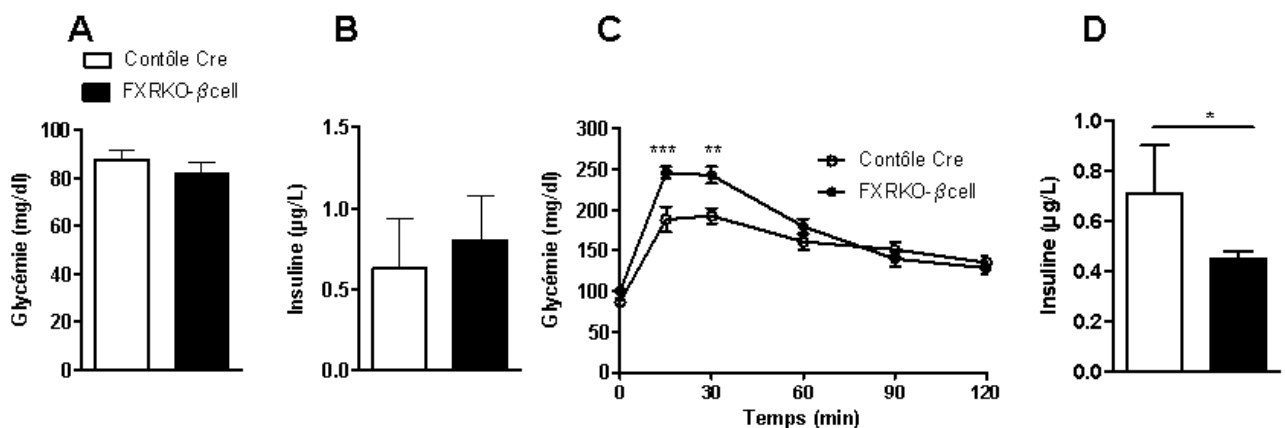 A
Contôle Cre
FXRKO-βcell
Glycémie (mg/dl)
100
80
60
40
20
0
B
Insuline (µg/L)
1.5
1.0
0.5
0.0
C
Glycémie (mg/dl)
300
250
200
150
100
50
0
*** **
Contôle Cre
FXRKO-βcell
0 30 60 90 120
Temps (min)
D
Insuline (µg/L)
1.0
0.8
0.6
0.4
0.2
0.0
*